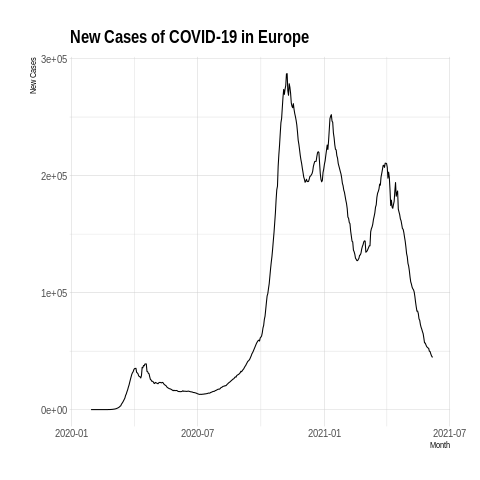 New Cases of COVID-19 in Europe
New Cases
3e+05
2e+05
1e+05
0e+00
2020-01
2020-07
2021-01
2021-07
Month